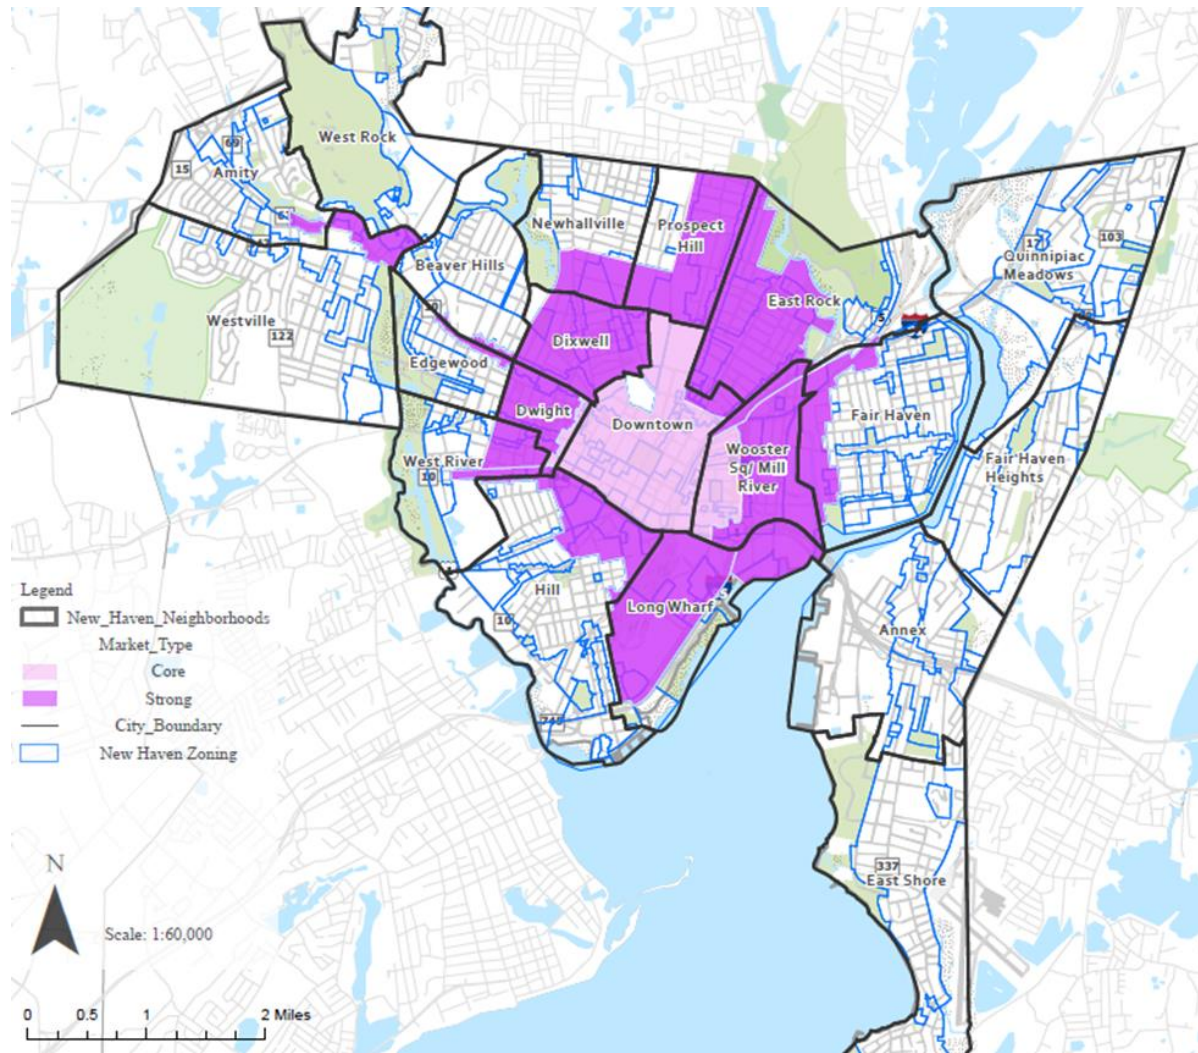 West Rock
69
15
Amity
63
Newhallville
Prospect
Hill
17
103
Quinnipiac
Meadows
Beaver Hills
East Rock
5
Westville
122
10
Dixwell
Edgewood
Dwight
Downtown
Fair Haven
West River
10
Wooster
Sq/ Mill
River
Fair Haven
Heights
Hill
10
Long Wharf
Annex
337
East Shore
Legend
New_Haven_Neighborhoods
Market_Type
Core
Strong
City_Boundary
New Haven Zoning
N
Scale: 1:60,000
0 0.5 1 2 Miles